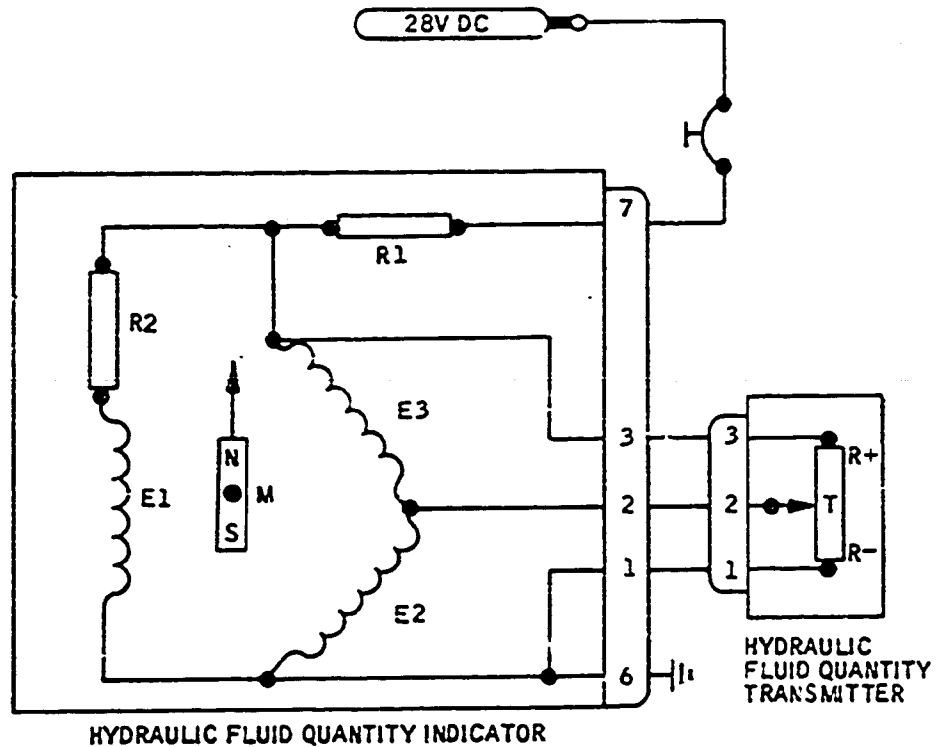 28V DC
7
R1
R2
E3
3
3
R+
N
M
E1
2
2
T
S
1
1
R-
E2
6
HYDRAULIC
FLUID QUANTITY
TRANSMITTER
HYDRAULIC FLUID QUANTITY INDICATOR